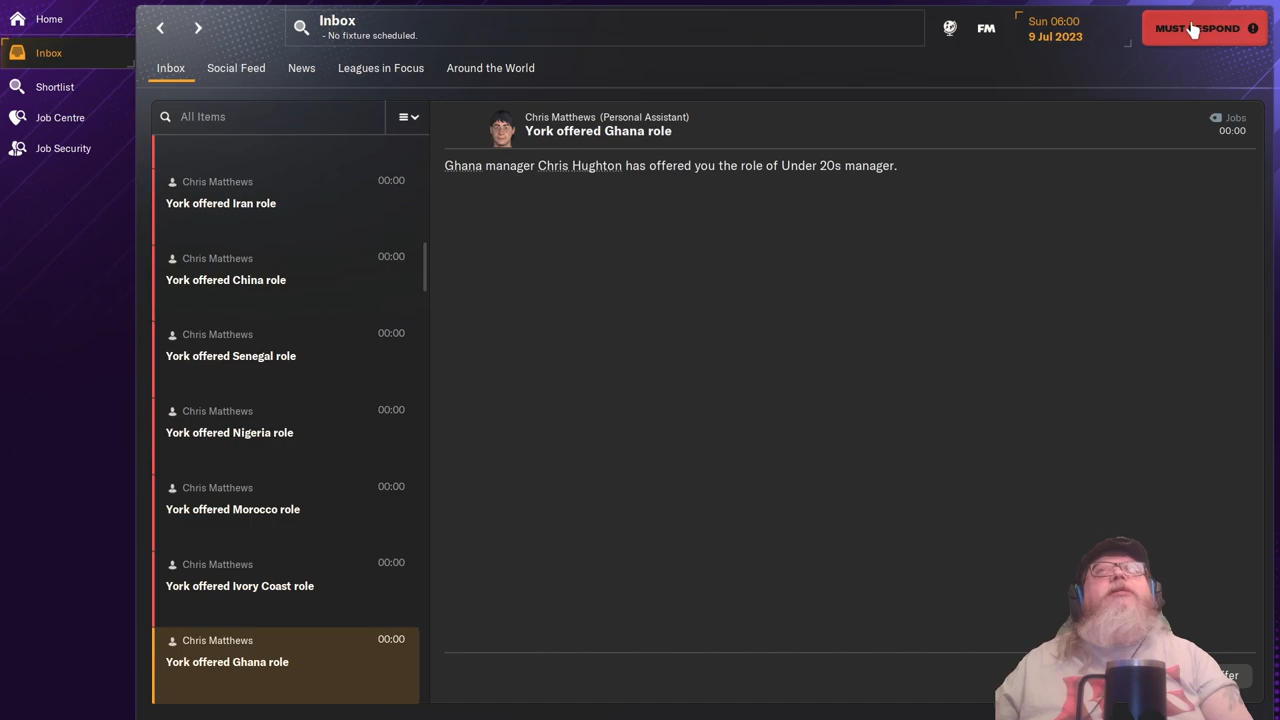 Home
Inbox
Shortlist
Job Centre
Job Security
Inbox
- No fixture scheduled.
FM
Sun 06:00
9 Jul 2023
Inbox
Social Feed
News
Leagues in Focus
Around the World
All Items
Chris Matthews 00:00
York offered Iran role
Chris Matthews 00:00
York offered China role
Chris Matthews 00:00
York offered Senegal role
Chris Matthews 00:00
York offered Nigeria role
Chris Matthews 00:00
York offered Morocco role
Chris Matthews 00:00
York offered Ivory Coast role
Chris Matthews 00:00
York offered Ghana role
Chris Matthews (Personal Assistant)
York offered Ghana role
Jobs
00:00
Ghana manager Chris Hughton has offered you the role of Under 20s manager.
MUST